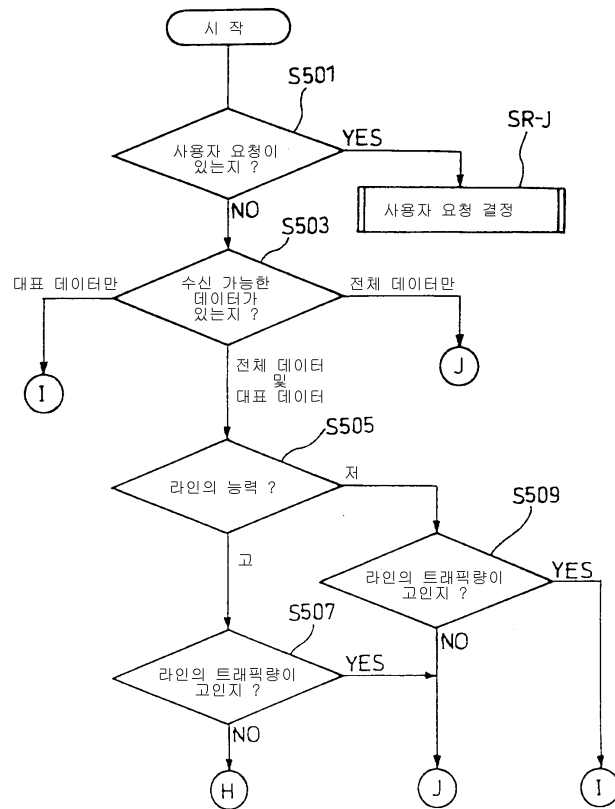 시 작
S501
사용자 요청이
있는지 ?
YES
SR-J
사용자 요청 결정
NO
S503
대표 데이터만
수신 가능한
데이터가
있는지 ?
전체 데이터만
I
J
전체 데이터
및
대표 데이터
S505
라인의 능력 ?
저
S509
고
라인의 트래픽량이
고인지 ?
YES
S507
라인의 트래픽량이
고인지 ?
YES
NO
NO
H
J
I